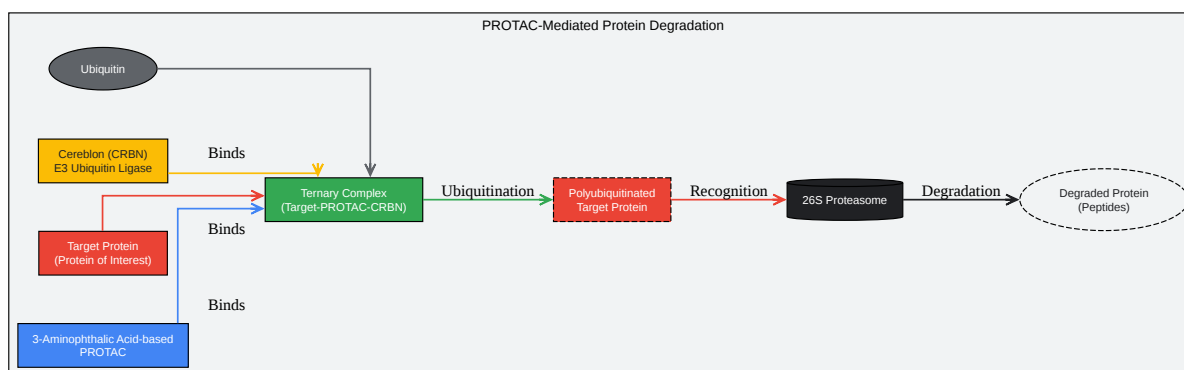 PROTAC-Mediated Protein Degradation
Ubiquitin
Cereblon (CRBN)
E3 Ubiquitin Ligase
Binds
Ternary Complex
(Target-PROTAC-CRBN)
Ubiquitination
Polyubiquitinated
Target Protein
Recognition
26S Proteasome
Degradation
Degraded Protein
(Peptides)
Binds
Target Protein
(Protein of Interest)
Binds
3-Aminophthalic Acid-based
PROTAC